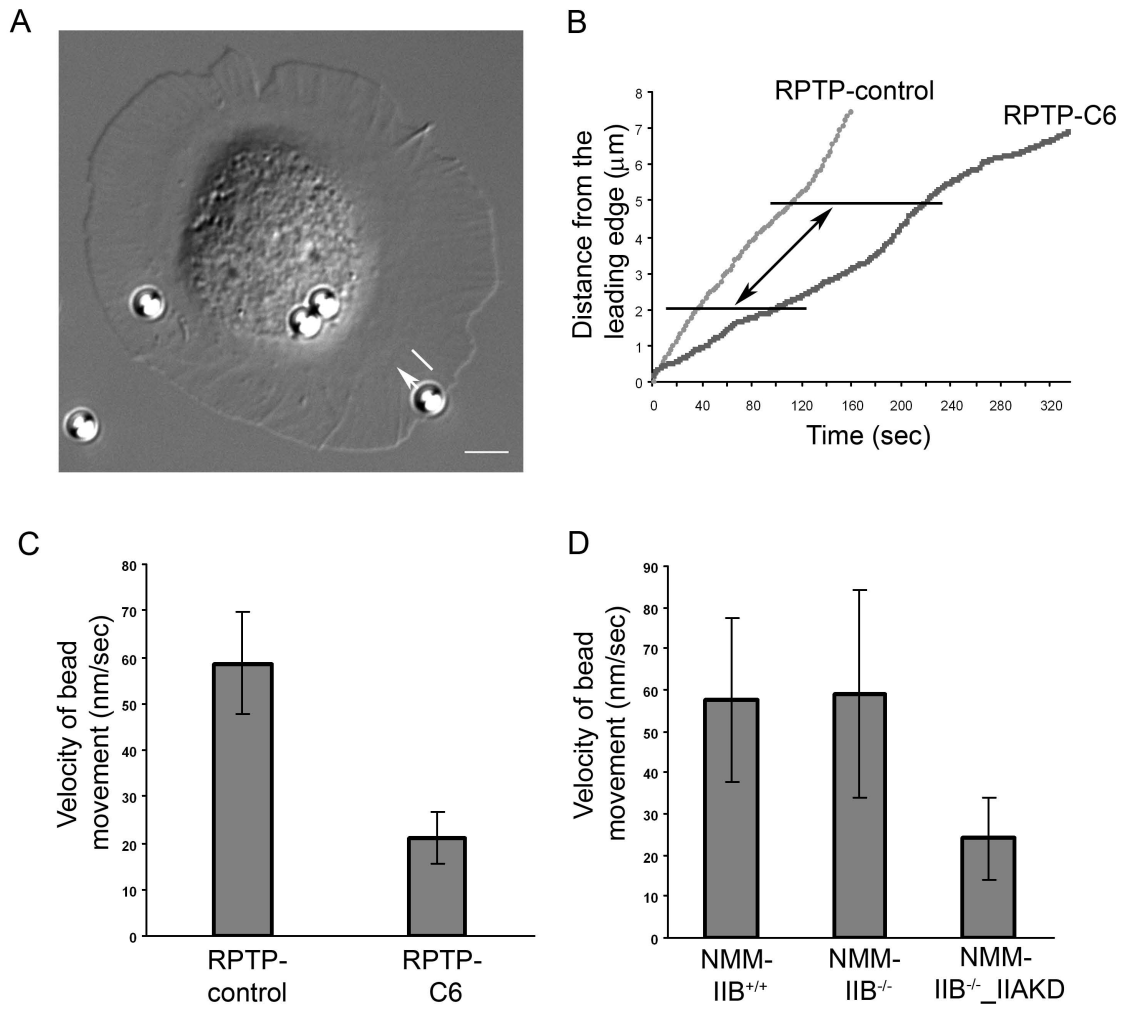 A
B
RPTP-control
RPTP-C6
Distance from the
leading edge (µm)
8
7
6
5
4
3
2
1
0
0 40 80 120 160 200 240 280 320
Time (sec)
C
Velocity of bead
movement (nm/sec)
80
70
60
50
40
30
20
10
0
RPTP-
control
RPTP-
C6
D
Velocity of bead
movement (nm/sec)
90
80
70
60
50
40
30
20
10
0
NMM-
IIB+/+
NMM-
IIB-/-
NMM-
IIB-/-_IIAKD